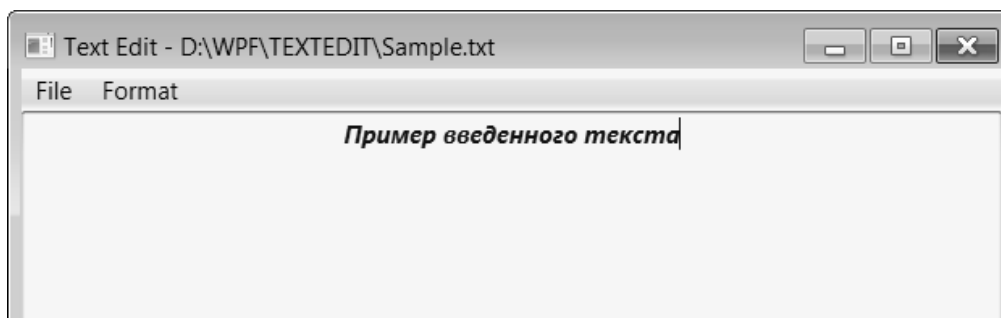 Text Edit - D:\WPF\TEXTEDIT\Sample.txt
File Format
Пример введенного текста